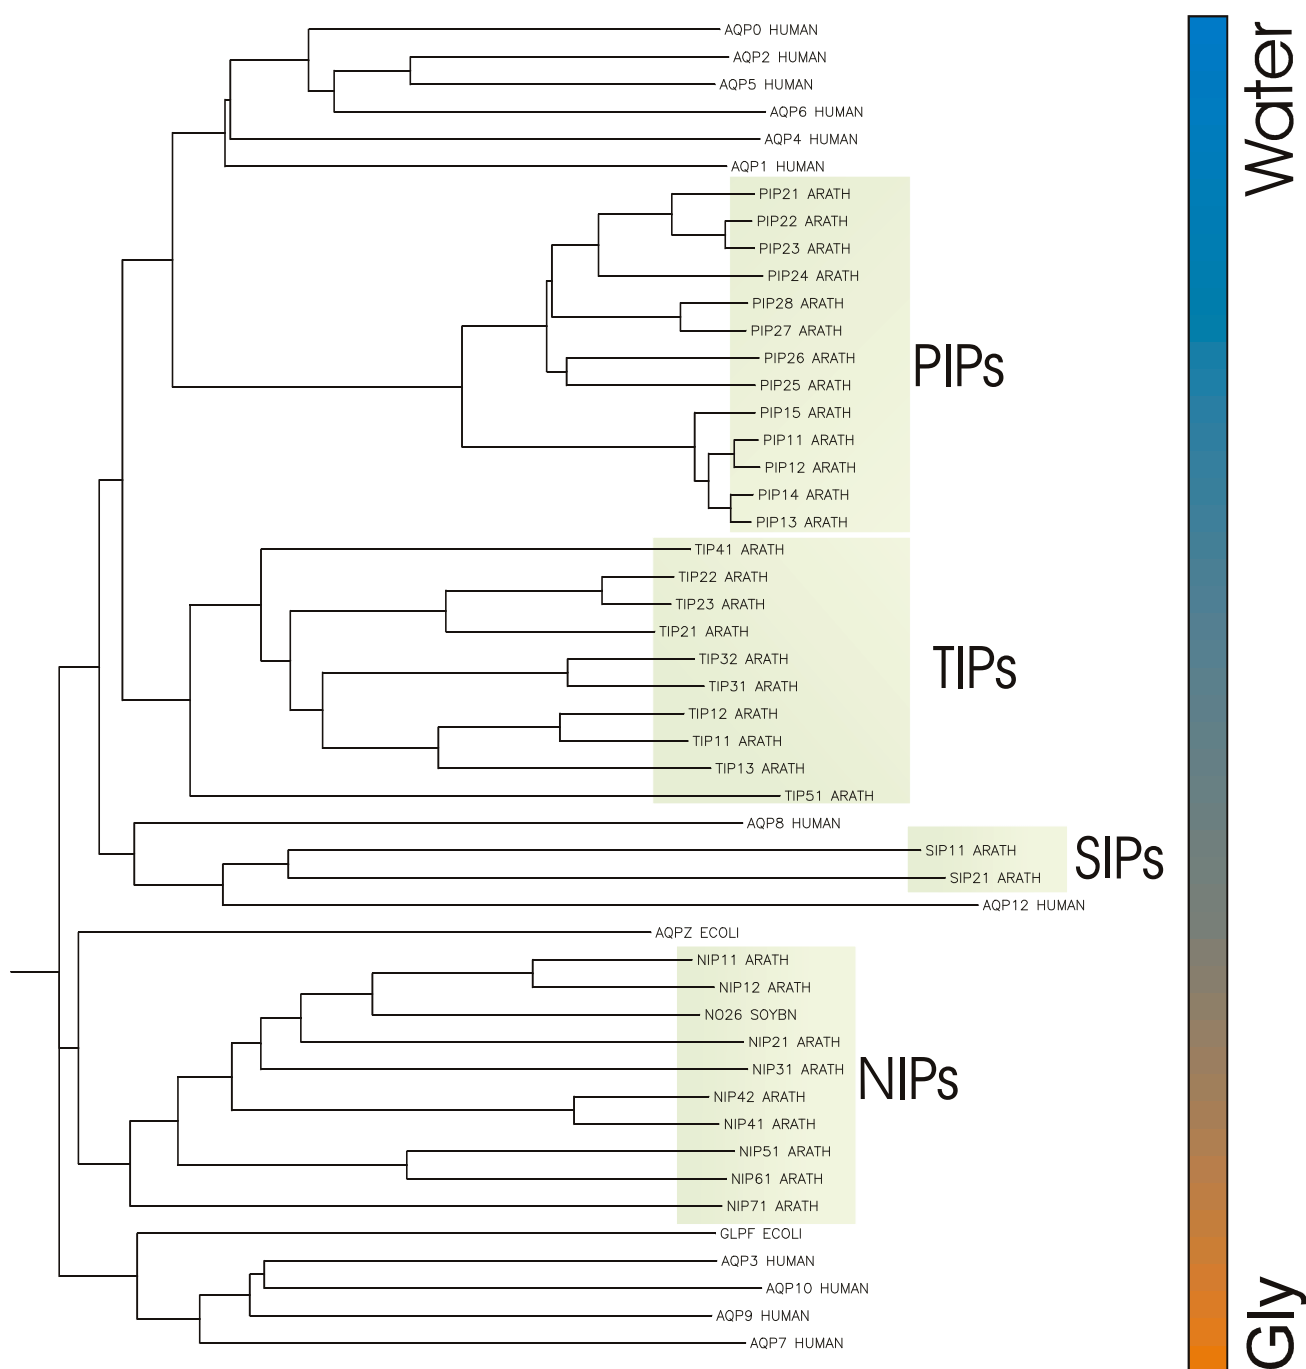 AQP0 HUMAN
AQP2 HUMAN
AQP5 HUMAN
AQP6 HUMAN
AQP4 HUMAN
AQP1 HUMAN
PIP21 ARATH
PIP22 ARATH
PIP23 ARATH
PIP24 ARATH
PIP28 ARATH
PIP27 ARATH
PIP26 ARATH
PIP25 ARATH
PIP15 ARATH
PIP11 ARATH
PIP12 ARATH
PIP14 ARATH
PIP13 ARATH
PIPs
TIP41 ARATH
TIP22 ARATH
TIP23 ARATH
TIP21 ARATH
TIP32 ARATH
TIP31 ARATH
TIP12 ARATH
TIP11 ARATH
TIP13 ARATH
TIP51 ARATH
TIPs
AQP8 HUMAN
SIP11 ARATH
SIP21 ARATH
SIPs
AQP12 HUMAN
AQPZ ECOLI
NIP11 ARATH
NIP12 ARATH
NO26 SOYBN
NIP21 ARATH
NIP31 ARATH
NIP42 ARATH
NIP41 ARATH
NIP51 ARATH
NIP61 ARATH
NIP71 ARATH
NIPs
GLPF ECOLI
AQP3 HUMAN
AQP10 HUMAN
AQP9 HUMAN
AQP7 HUMAN
Water
Gly